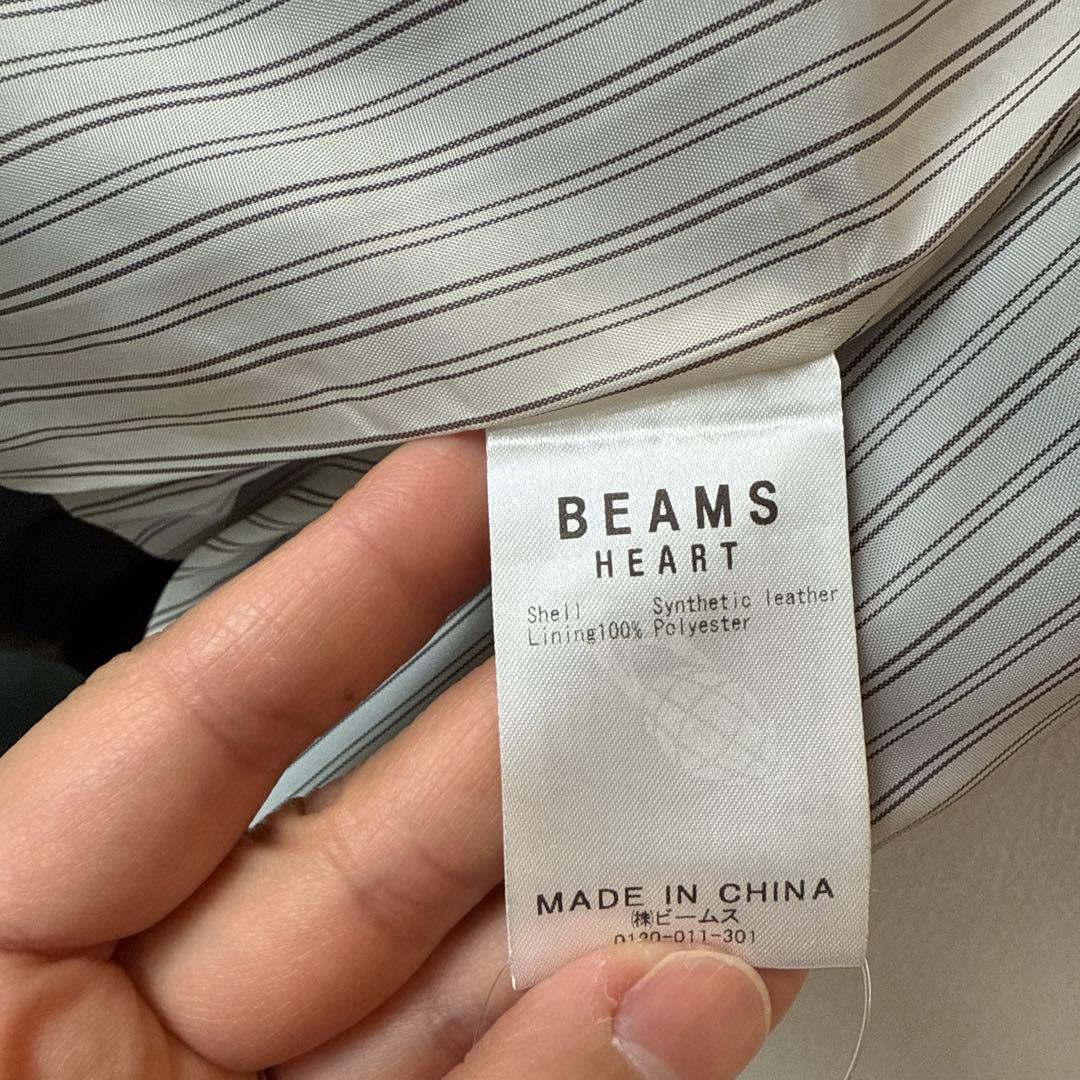 BEAMS
HEART
Shell Synthetic leather
Lining100% Polyester
MADE IN CHINA
㈱ビームス
0120-011-301